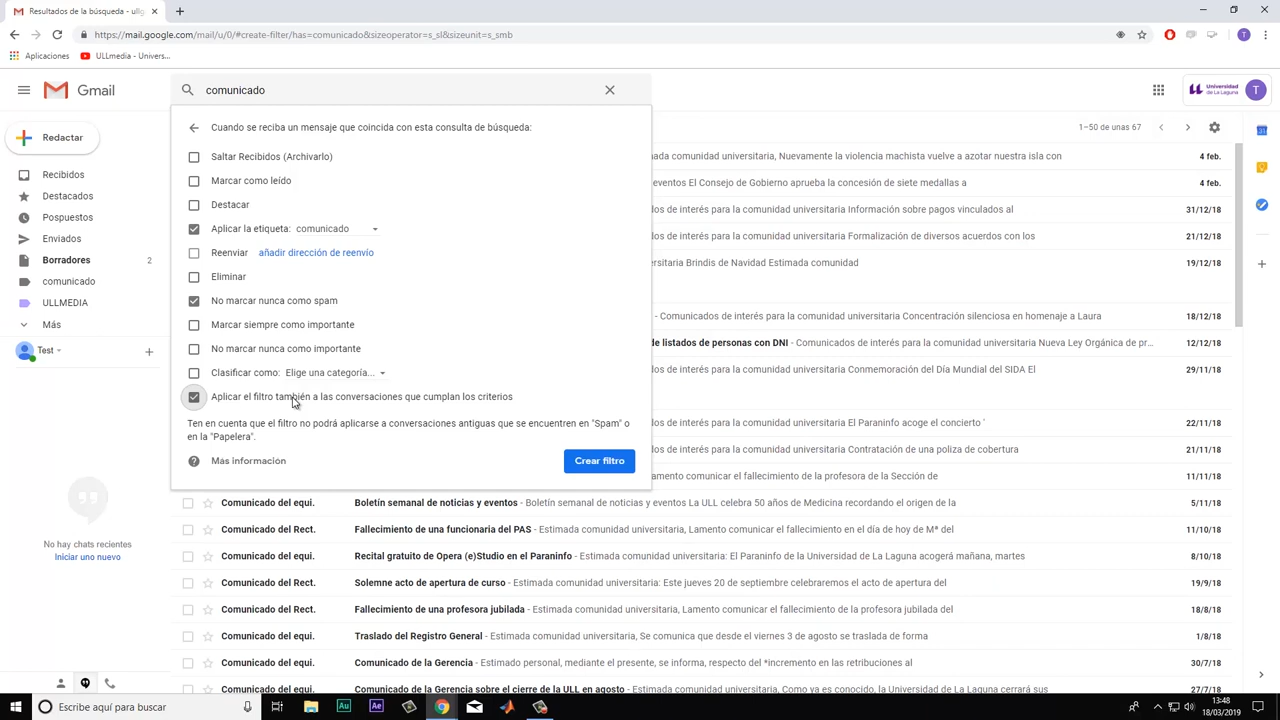 Resultados de la búsqueda - ullg
https://mail.google.com/mail/u/0/#create-filter/has=comunicado&sizeoperator=s_sl&sizeunit=s_smb
T
Aplicaciones
ULLmedia - Univers...
Gmail
comunicado
Universidad
de La Laguna
T
Redactar
Cuando se reciba un mensaje que coincida con esta consulta de búsqueda:
1–50 de unas 67
Saltar Recibidos (Archivarlo)
ada comunidad universitaria, Nuevamente la violencia machista vuelve a azotar nuestra isla con
4 feb.
Recibidos
Marcar como leído
eventos El Consejo de Gobierno aprueba la concesión de siete medallas a
4 feb.
Destacados
Destacar
dos de interés para la comunidad universitaria Información sobre pagos vinculados al
31/12/18
Pospuestos
Aplicar la etiqueta: comunicado
dos de interés para la comunidad universitaria Formalización de diversos acuerdos con los
21/12/18
Enviados
Reenviar añadir dirección de reenvío
rsitaria Brindis de Navidad Estimada comunidad
19/12/18
Borradores 2
Eliminar
comunicado
No marcar nunca como spam
ULLMEDIA
Marcar siempre como importante
- Comunicados de interés para la comunidad universitaria Concentración silenciosa en homenaje a Laura
18/12/18
Más
No marcar nunca como importante
de listados de personas con DNI - Comunicados de interés para la comunidad universitaria Nueva Ley Orgánica de pr…
12/12/18
Test
Clasificar como: Elige una categoría...
dos de interés para la comunidad universitaria Conmemoración del Día Mundial del SIDA El
29/11/18
Aplicar el filtro también a las conversaciones que cumplan los criterios
Ten en cuenta que el filtro no podrá aplicarse a conversaciones antiguas que se encuentren en "Spam" o
en la "Papelera".
dos de interés para la comunidad universitaria El Paraninfo acoge el concierto '
22/11/18
dos de interés para la comunidad universitaria Contratación de una poliza de cobertura
21/11/18
Más información
Crear filtro
amento comunicar el fallecimiento de la profesora de la Sección de
11/11/18
Comunicado del equi. Boletín semanal de noticias y eventos - Boletín semanal de noticias y eventos La ULL celebra 50 años de Medicina recordando el origen de la
5/11/18
Comunicado del Rect. Fallecimiento de una funcionaria del PAS - Estimada comunidad universitaria, Lamento comunicar el fallecimiento en el día de hoy de Mª del
11/10/18
No hay chats recientes
Iniciar uno nuevo
Comunicado del equi. Recital gratuito de Opera (e)Studio en el Paraninfo - Estimada comunidad universitaria: El Paraninfo de la Universidad de La Laguna acogerá mañana, martes
8/10/18
Comunicado del Rect. Solemne acto de apertura de curso - Estimada comunidad universitaria: Este jueves 20 de septiembre celebraremos el acto de apertura del
19/9/18
Comunicado del Rect. Fallecimiento de una profesora jubilada - Estimada comunidad universitaria, Lamento comunicar el fallecimiento de la profesora jubilada del
18/8/18
Comunicado del equi. Traslado del Registro General - Estimada comunidad universitaria, Se comunica que desde el viernes 3 de agosto se traslada de forma
1/8/18
Comunicado del equi. Comunicado de la Gerencia - Estimado personal, mediante el presente, se informa, respecto del *incremento en las retribuciones al
30/7/18
Comunicado del equi. Comunicado de la Gerencia sobre el cierre de la ULL en agosto - Estimada comunidad universitaria, Como ya es conocido, la Universidad de La Laguna cerrará sus
27/7/18
Escribe aquí para buscar
Au
Ae
13:48
18/03/2019